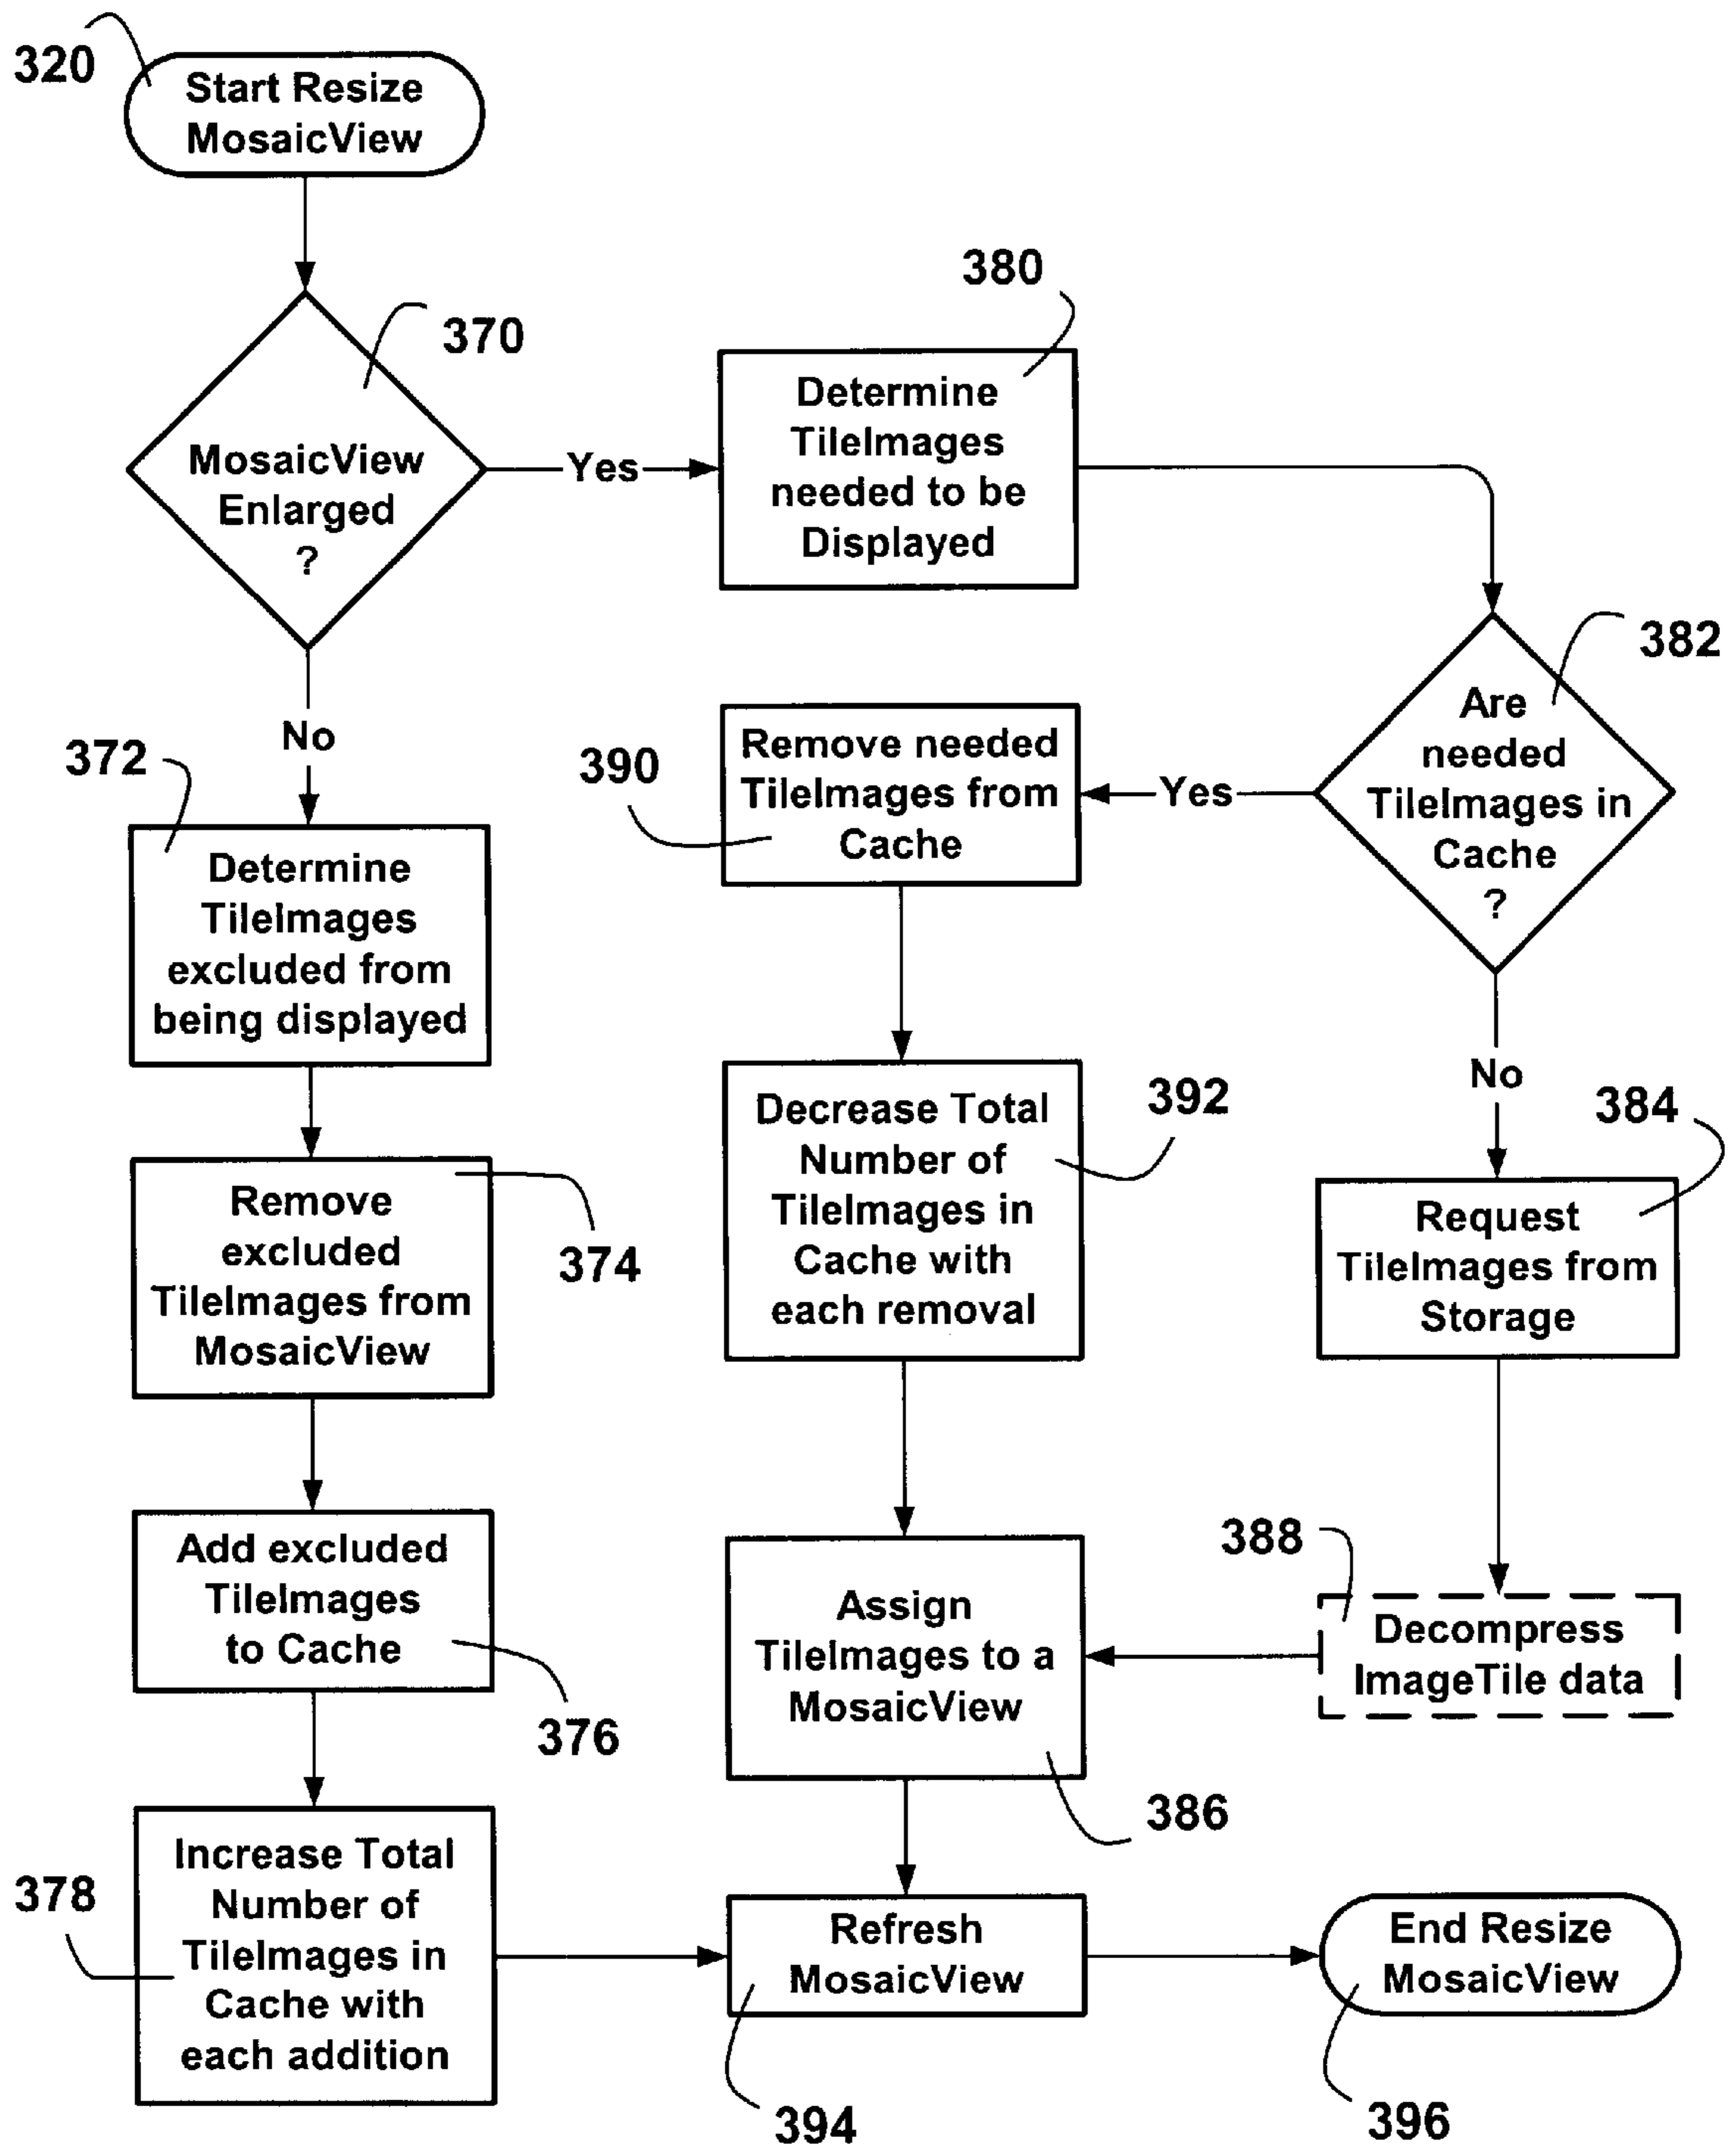 320
Start Resize
MosaicView
370
MosaicView
Enlarged
?
Yes
No
380
Determine
TileImages
needed to be
Displayed
382
Are
needed
TileImages in
Cache
?
Yes
No
390
Remove needed
TileImages from
Cache
372
Determine
TileImages
excluded from
being displayed
392
Decrease Total
Number of
TileImages in
Cache with
each removal
384
Request
TileImages from
Storage
374
Remove
excluded
TileImages from
MosaicView
376
Add excluded
TileImages
to Cache
386
Assign
TileImages to a
MosaicView
388
Decompress
ImageTile data
378
Increase Total
Number of
TileImages in
Cache with
each addition
394
Refresh
MosaicView
396
End Resize
MosaicView